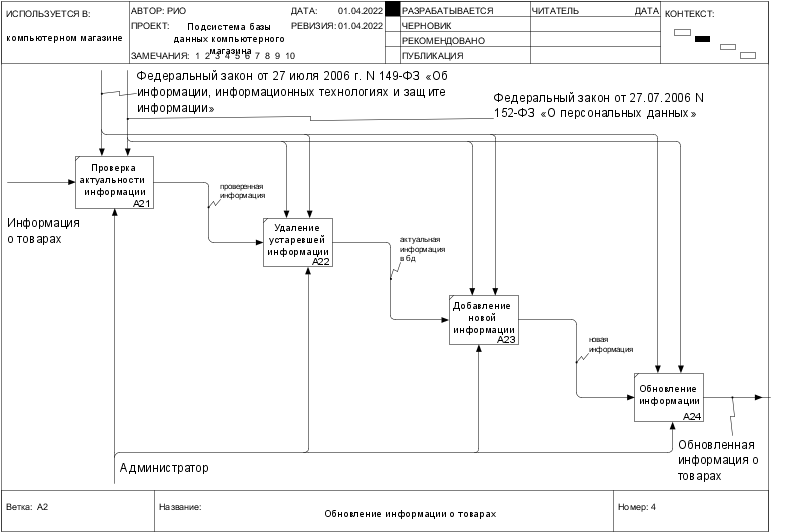 ИСПОЛЬЗУЕТСЯ В:
компьютерном магазине
АВТОР: РИО
ДАТА: 01.04.2022
ПРОЕКТ: Подсистема базы
данных компьютерного
магазина
РЕВИЗИЯ: 01.04.2022
ЗАМЕЧАНИЯ: 1 2 3 4 5 6 7 8 9 10
РАЗРАБАТЫВАЕТСЯ
ЧЕРНОВИК
РЕКОМЕНДОВАНО
ПУБЛИКАЦИЯ
ЧИТАТЕЛЬ ДАТА
КОНТЕКСТ:
Федеральный закон от 27 июля 2006 г. N 149-ФЗ «Об
информации, информационных технологиях и защите
информации»
Федеральный закон от 27.07.2006 N
152-ФЗ «О персональных данных»
Проверка
актуальности
информации
A21
Информация
о товарах
проверенная
информация
Удаление
устаревшей
информации
A22
актуальная
информация
в бд
Добавление
новой
информации
A23
новая
информация
Обновление
информации
A24
Обновленная
информация о
товарах
Администратор
Ветка: A2
Название:
Обновление информации о товарах
Номер: 4